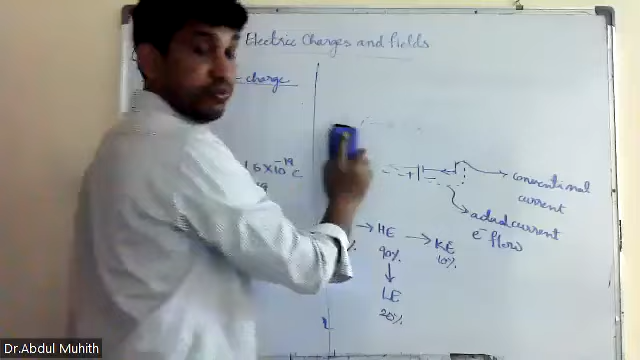 Electric Charges and Fields
charge
1.6 X 10⁻¹⁹ C
conventional
current
actual current
e⁻ flow
→ HE → KE
90% 10%
↓
LE
20%
Dr.Abdul Muhith